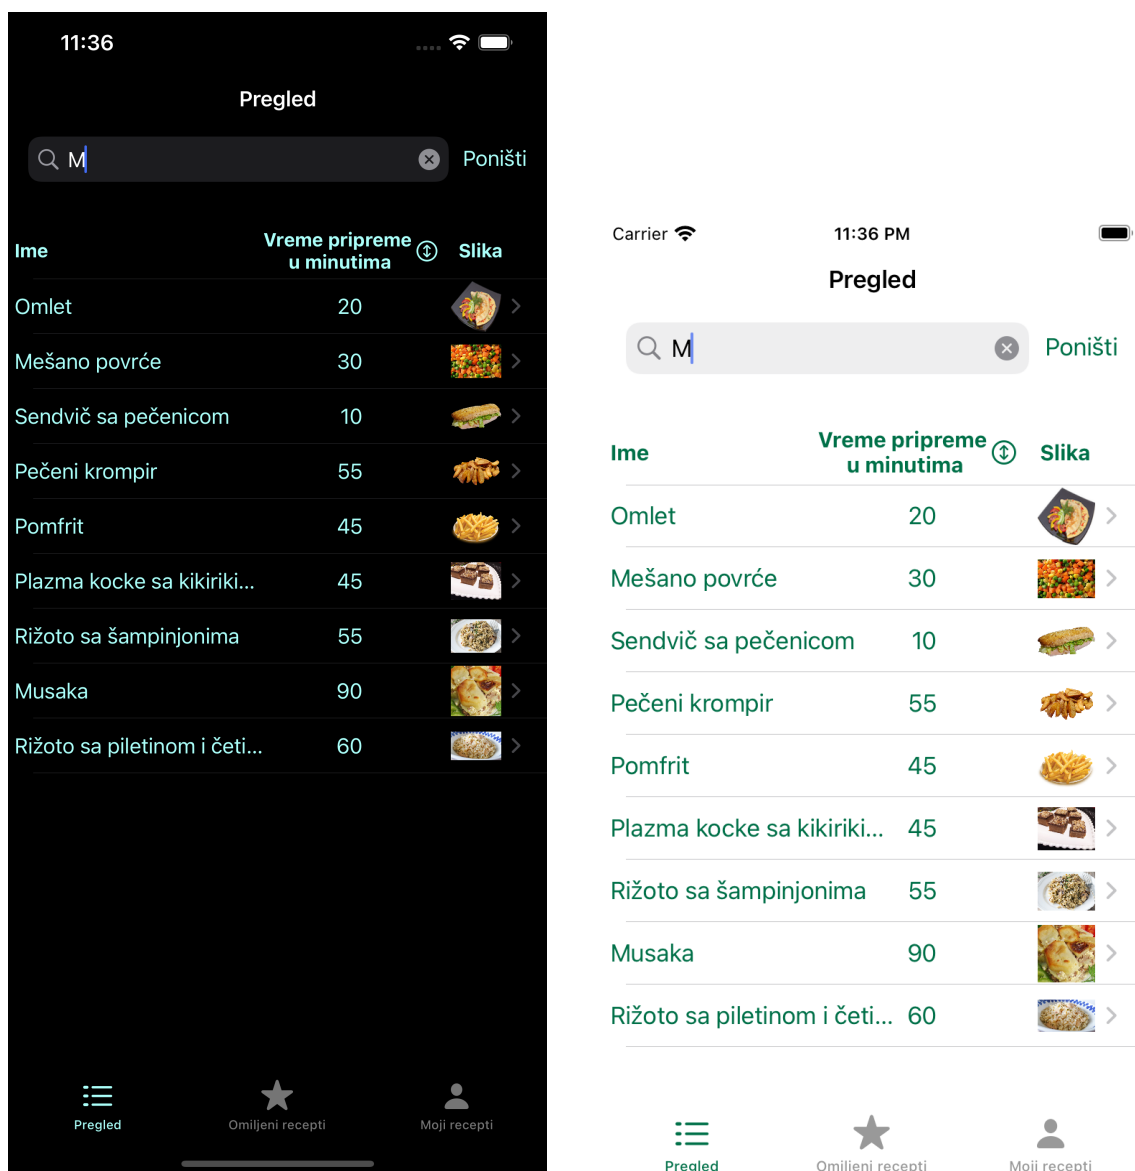 11:36
Pregled
M
Poništi
Ime
Vreme pripreme
u minutima
Slika
Omlet 20
Mešano povrće 30
Sendvič sa pečenicom 10
Pečeni krompir 55
Pomfrit 45
Plazma kocke sa kikiriki... 45
Rižoto sa šampinjonima 55
Musaka 90
Rižoto sa piletinom i četi... 60
Pregled
Omiljeni recepti
Moji recepti
Carrier 11:36 PM
Pregled
M
Poništi
Ime
Vreme pripreme
u minutima
Slika
Omlet 20
Mešano povrće 30
Sendvič sa pečenicom 10
Pečeni krompir 55
Pomfrit 45
Plazma kocke sa kikiriki... 45
Rižoto sa šampinjonima 55
Musaka 90
Rižoto sa piletinom i četi... 60
Pregled
Omiljeni recepti
Moji recepti